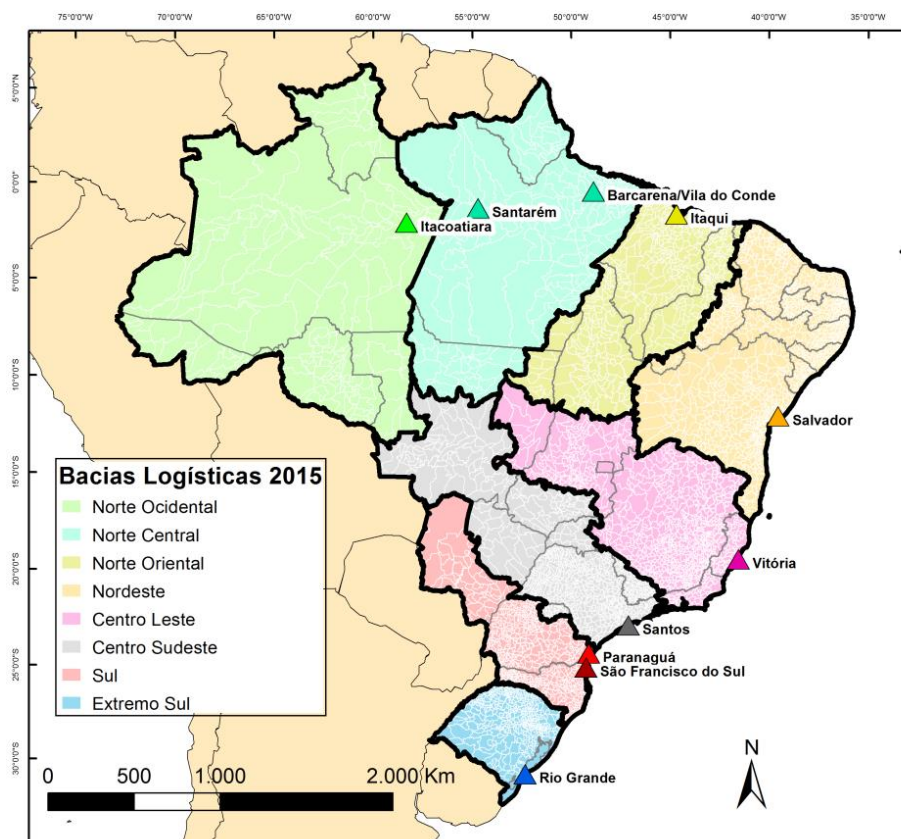 75°0'0"W 70°0'0"W 65°0'0"W 60°0'0"W 55°0'0"W 50°0'0"W 45°0'0"W 40°0'0"W 35°0'0"W
5°0'0"N
0°0'0"
5°0'0"S
10°0'0"S
15°0'0"S
20°0'0"S
25°0'0"S
30°0'0"S
Barcarena/Vila do Conde
Santarém
Itaqui
Itacoatiara
Salvador
Vitória
Santos
Paranaguá
São Francisco do Sul
Rio Grande
Bacias Logísticas 2015
Norte Ocidental
Norte Central
Norte Oriental
Nordeste
Centro Leste
Centro Sudeste
Sul
Extremo Sul
0 500 1.000 2.000 Km
N